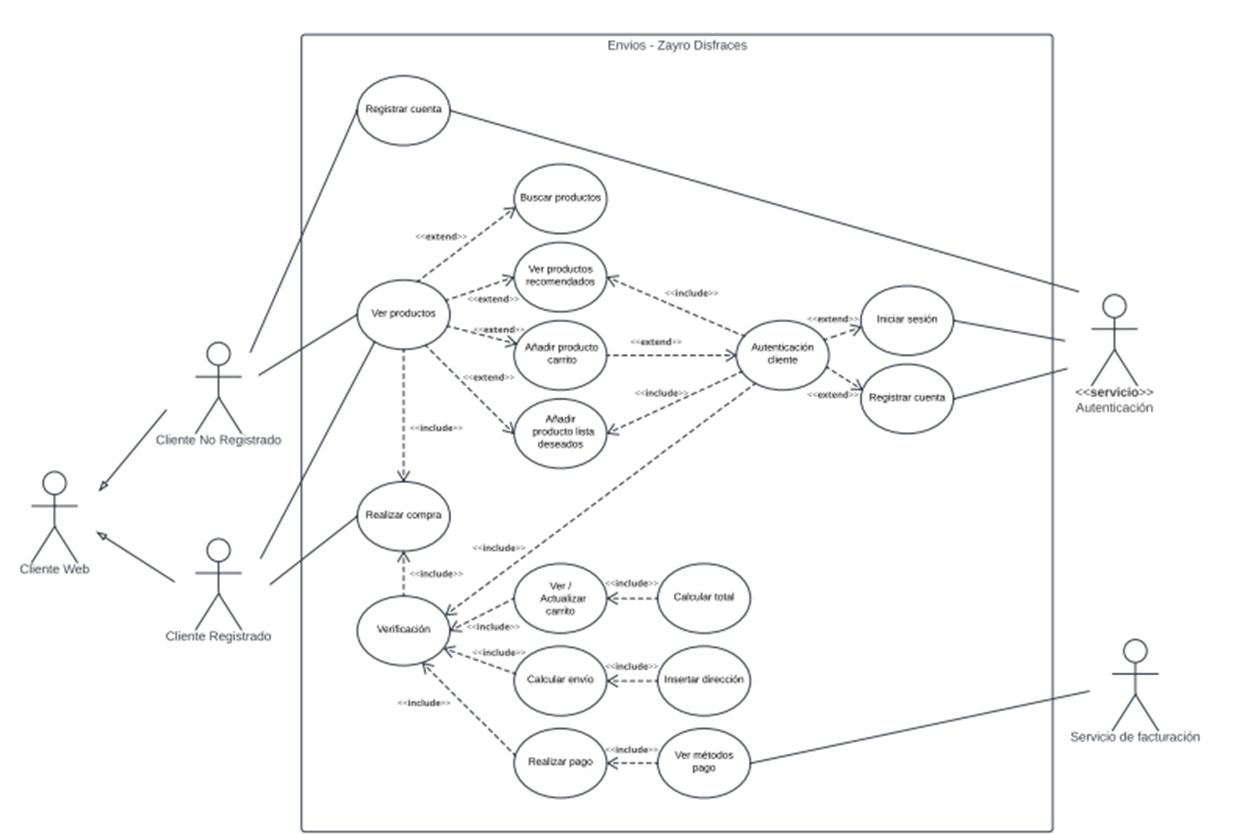 Envios - Zayro Disfraces
Registrar cuenta
Buscar productos
<<extend>>
Ver productos
recomendados
<<include>>
<<extend>>
Ver productos
<<extend>>
Añadir producto
carrito
<<extend>>
Autenticación
cliente
<<extend>>
Iniciar sesión
<<extend>>
Registrar cuenta
<<servicio>>
Autenticación
<<extend>>
<<include>>
Añadir
producto lista
deseados
<<include>>
Cliente No Registrado
Realizar compra
Cliente Web
<<include>>
<<include>>
Ver /
Actualizar
carrito
<<include>>
Calcular total
Verificación
<<include>>
Cliente Registrado
<<include>>
Calcular envío
<<include>>
Insertar dirección
<<include>>
Realizar pago
<<include>>
Ver métodos
pago
Servicio de facturación